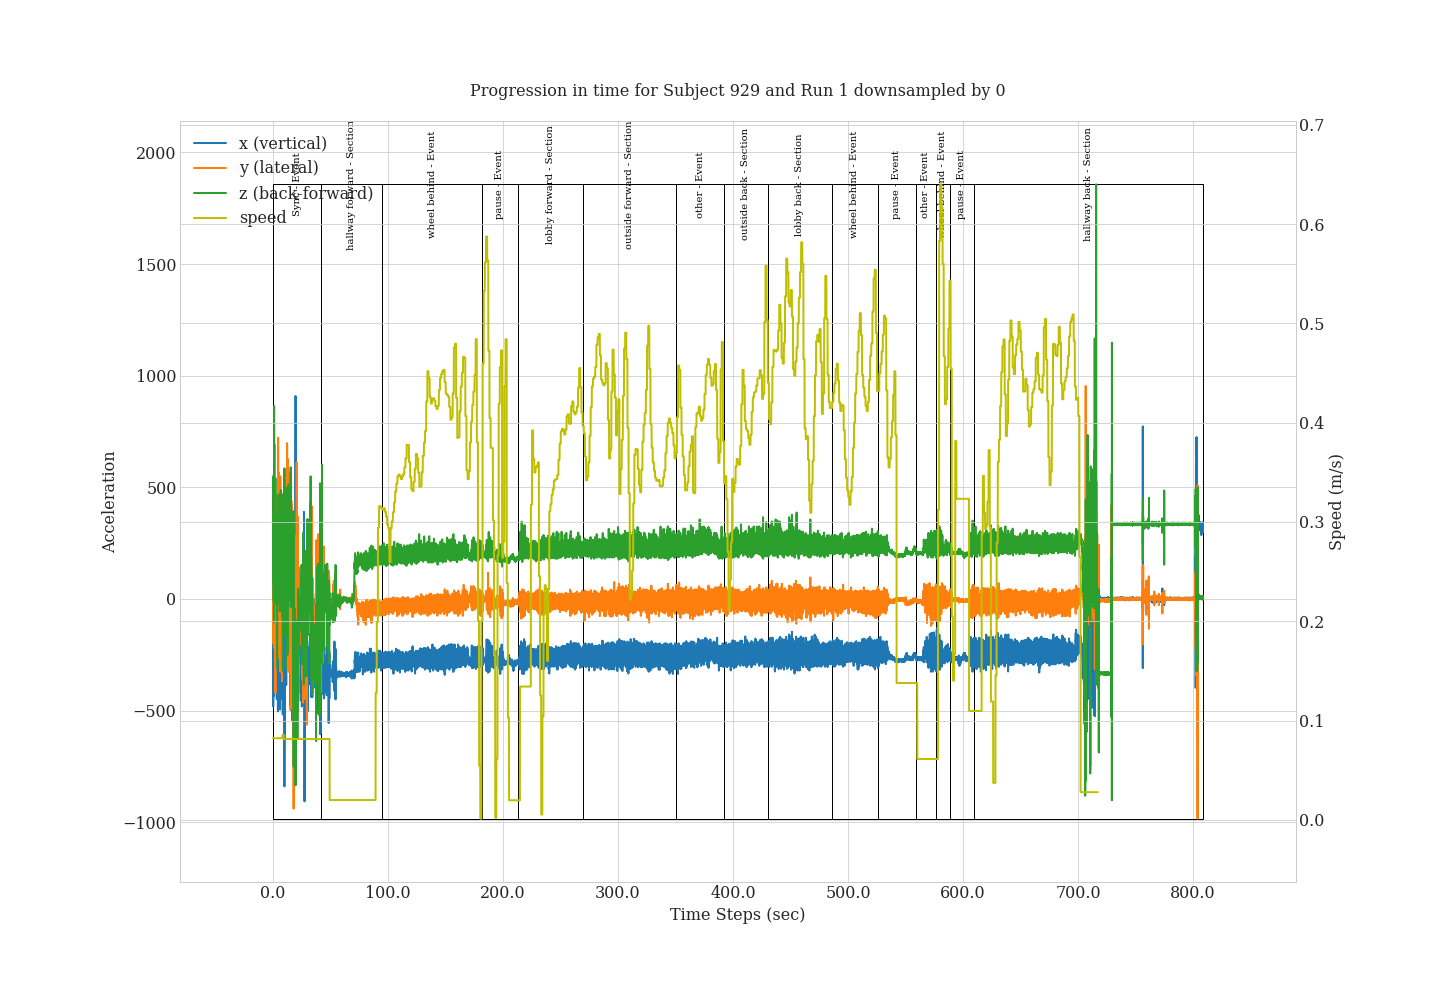 Progression in time for Subject 929 and Run 1 downsampled by 0
x (vertical)
y (lateral)
z (back-forward)
speed
Sync - Event
hallway forward - Section
wheel behind - Event
pause - Event
lobby forward - Section
outside forward - Section
other - Event
outside back - Section
lobby back - Section
wheel behind - Event
pause - Event
other - Event
wheel behind - Event
pause - Event
hallway back - Section
2000
1500
1000
500
0
−500
−1000
Acceleration
0.7
0.6
0.5
0.4
0.3
0.2
0.1
0.0
Speed (m/s)
0.0 100.0 200.0 300.0 400.0 500.0 600.0 700.0 800.0
Time Steps (sec)